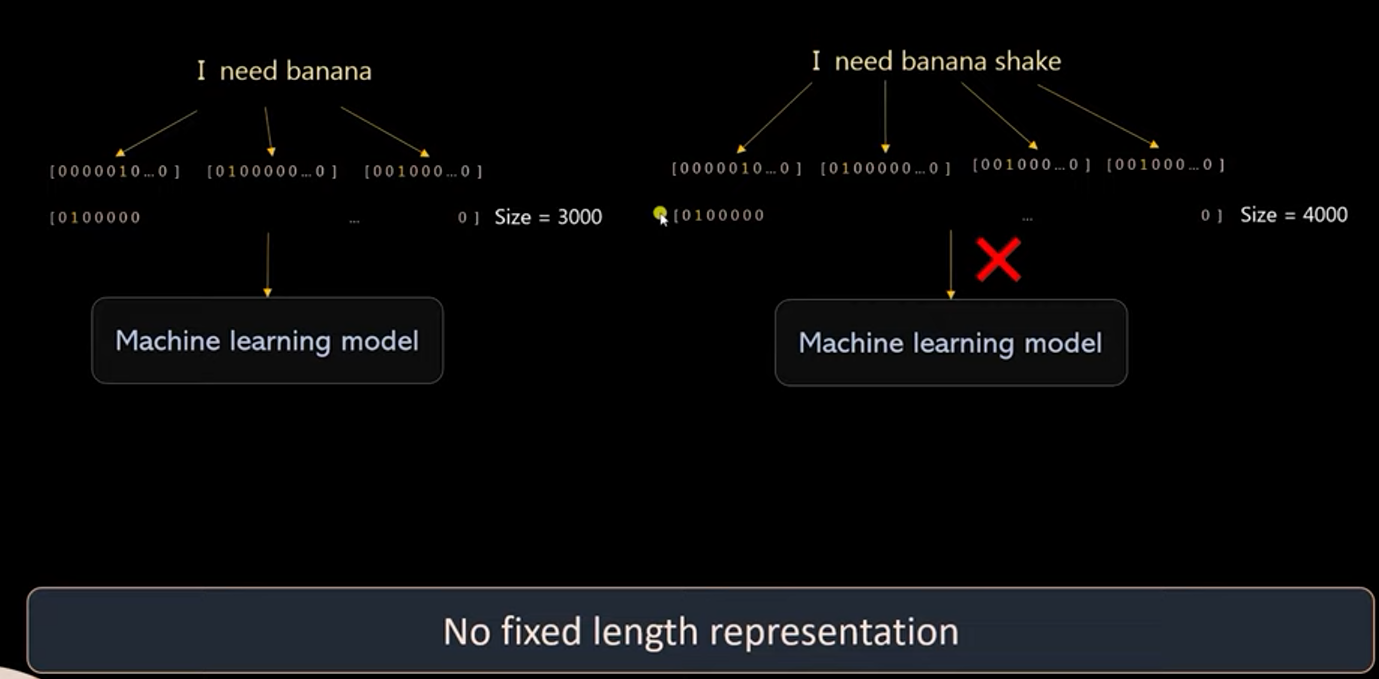 I need banana
[0000010...0 ] [0100000...0 ] [001000...0 ]
[0100000 ... 0 ] Size = 3000
Machine learning model
I need banana shake
[0000010...0 ] [0100000...0 ] [001000...0 ] [001000...0 ]
[0100000 ... 0 ] Size = 4000
Machine learning model
No fixed length representation